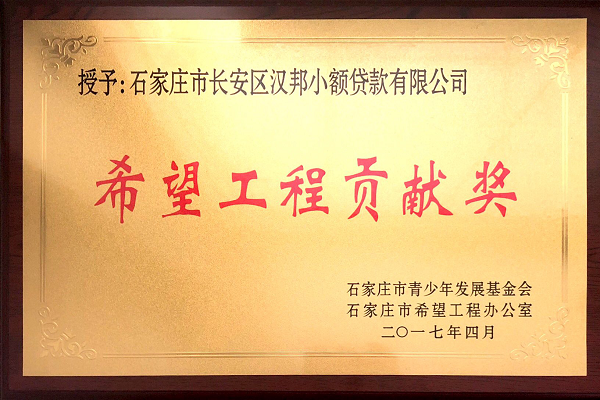 授予:石家庄市长安区汉邦小额贷款有限公司
希望工程贡献奖
石家庄市青少年发展基金会
石家庄市希望工程办公室
二〇一七年四月